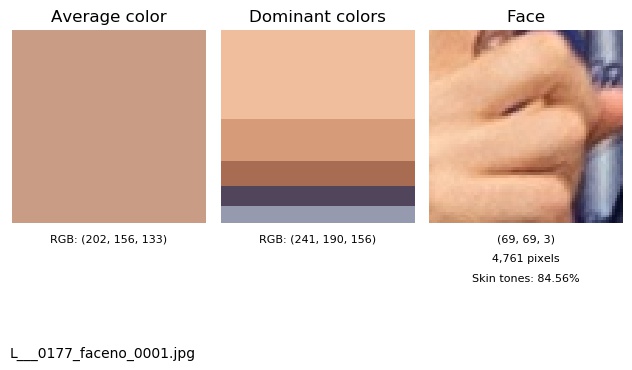 Average color
Dominant colors
Face
RGB: (202, 156, 133)
RGB: (241, 190, 156)
(69, 69, 3)
4,761 pixels
Skin tones: 84.56%
L___0177_faceno_0001.jpg